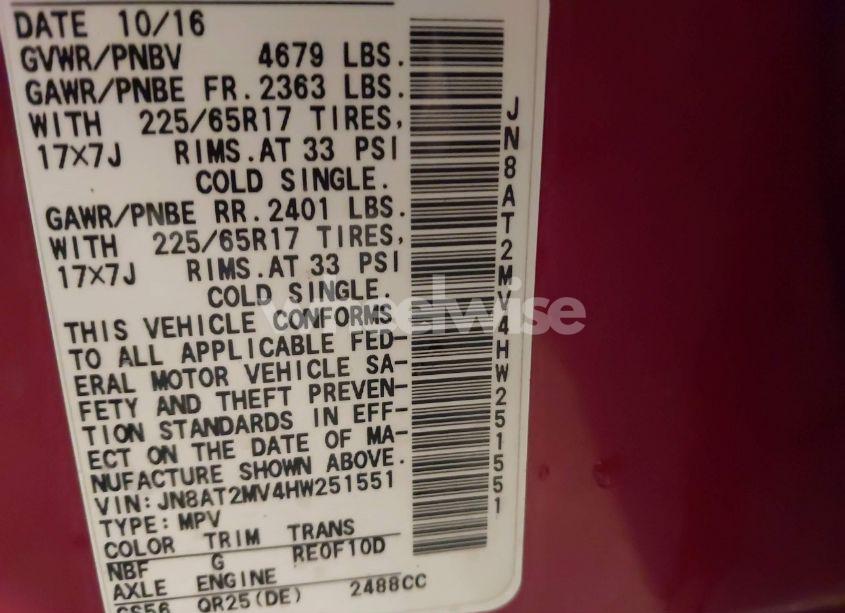 DATE 10/16
GVWR/PNBV 4679 LBS.
GAWR/PNBE FR. 2363 LBS.
WITH 225/65R17 TIRES,
17X7J RIMS. AT 33 PSI
COLD SINGLE.
GAWR/PNBE RR. 2401 LBS.
WITH 225/65R17 TIRES,
17X7J RIMS. AT 33 PSI
COLD SINGLE.
THIS VEHICLE CONFORMS
TO ALL APPLICABLE FED-
ERAL MOTOR VEHICLE SA-
FETY AND THEFT PREVEN-
TION STANDARDS IN EFF-
ECT ON THE DATE OF MA-
NUFACTURE SHOWN ABOVE.
VIN: JN8AT2MV4HW251551
TYPE: MPV
COLOR TRIM TRANS
NBF G RE0F10D
AXLE ENGINE
QR25(DE) 2488CC
JN8AT2MV4HW251551
wheelwise